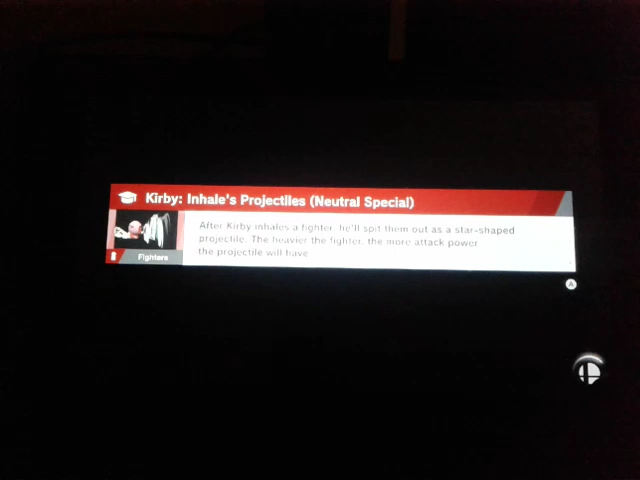 Kirby: Inhale's Projectiles (Neutral Special)
After Kirby inhales a fighter, he'll spit them out as a star-shaped
projectile. The heavier the fighter, the more attack power
the projectile will have
Fighters
A